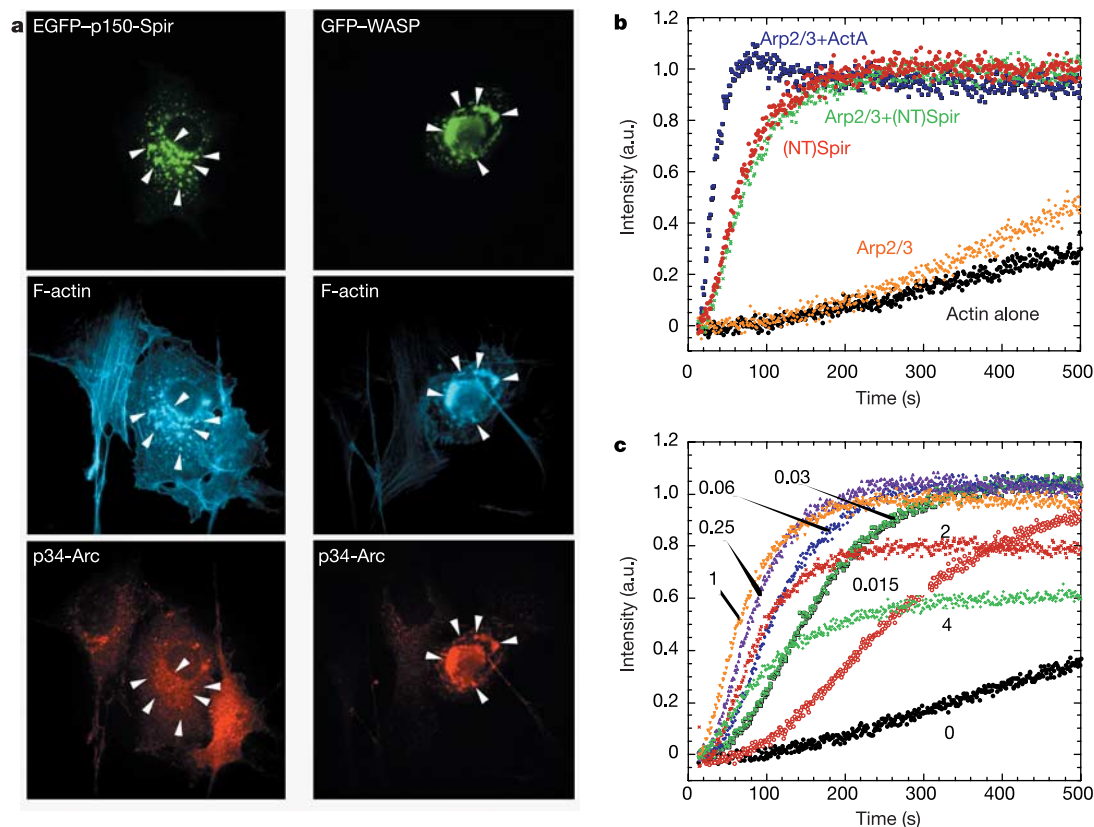 a
EGFP–p150-Spir
GFP–WASP
F-actin
F-actin
p34-Arc
p34-Arc
b
Intensity (a.u.)
1.2
1.0
0.8
0.6
0.4
0.2
0
Arp2/3+ActA
Arp2/3+(NT)Spir
(NT)Spir
Arp2/3
Actin alone
0 100 200 300 400 500
Time (s)
c
Intensity (a.u.)
1.2
1.0
0.8
0.6
0.4
0.2
0
0.03
0.06
0.25
1
2
0.015
4
0
0 100 200 300 400 500
Time (s)